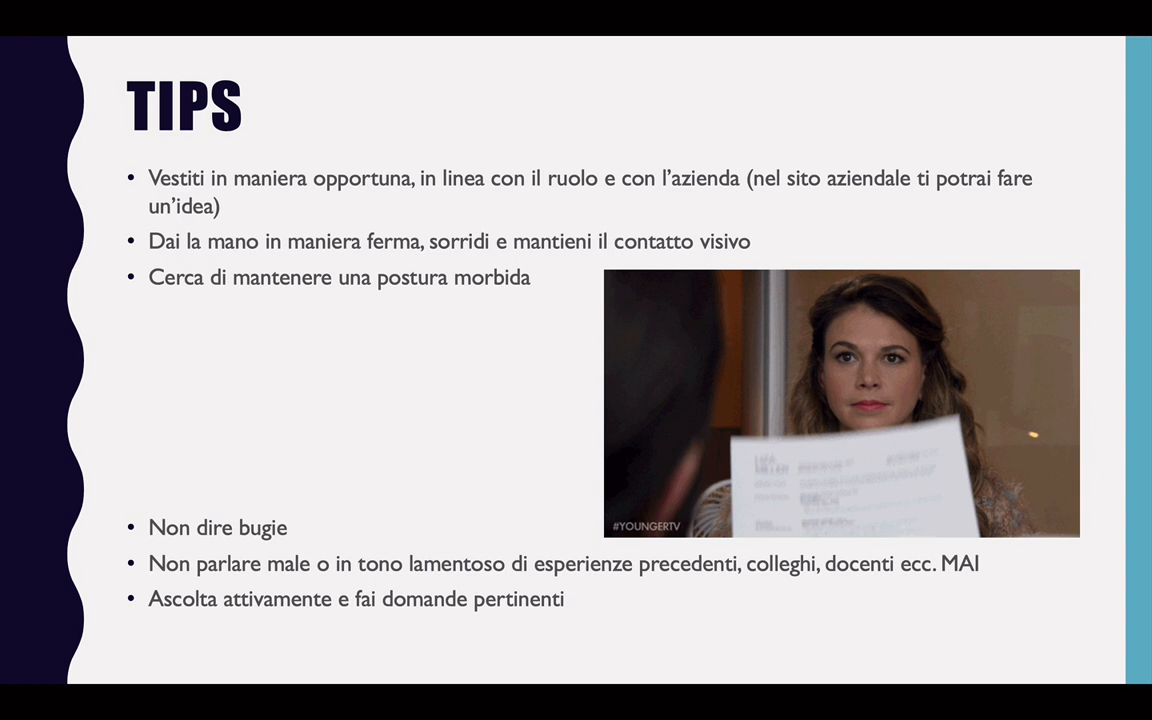 TIPS
• Vestiti in maniera opportuna, in linea con il ruolo e con l’azienda (nel sito aziendale ti potrai fare
un’idea)
• Dai la mano in maniera ferma, sorridi e mantieni il contatto visivo
• Cerca di mantenere una postura morbida
#YOUNGERTV
• Non dire bugie
• Non parlare male o in tono lamentoso di esperienze precedenti, colleghi, docenti ecc. MAI
• Ascolta attivamente e fai domande pertinenti